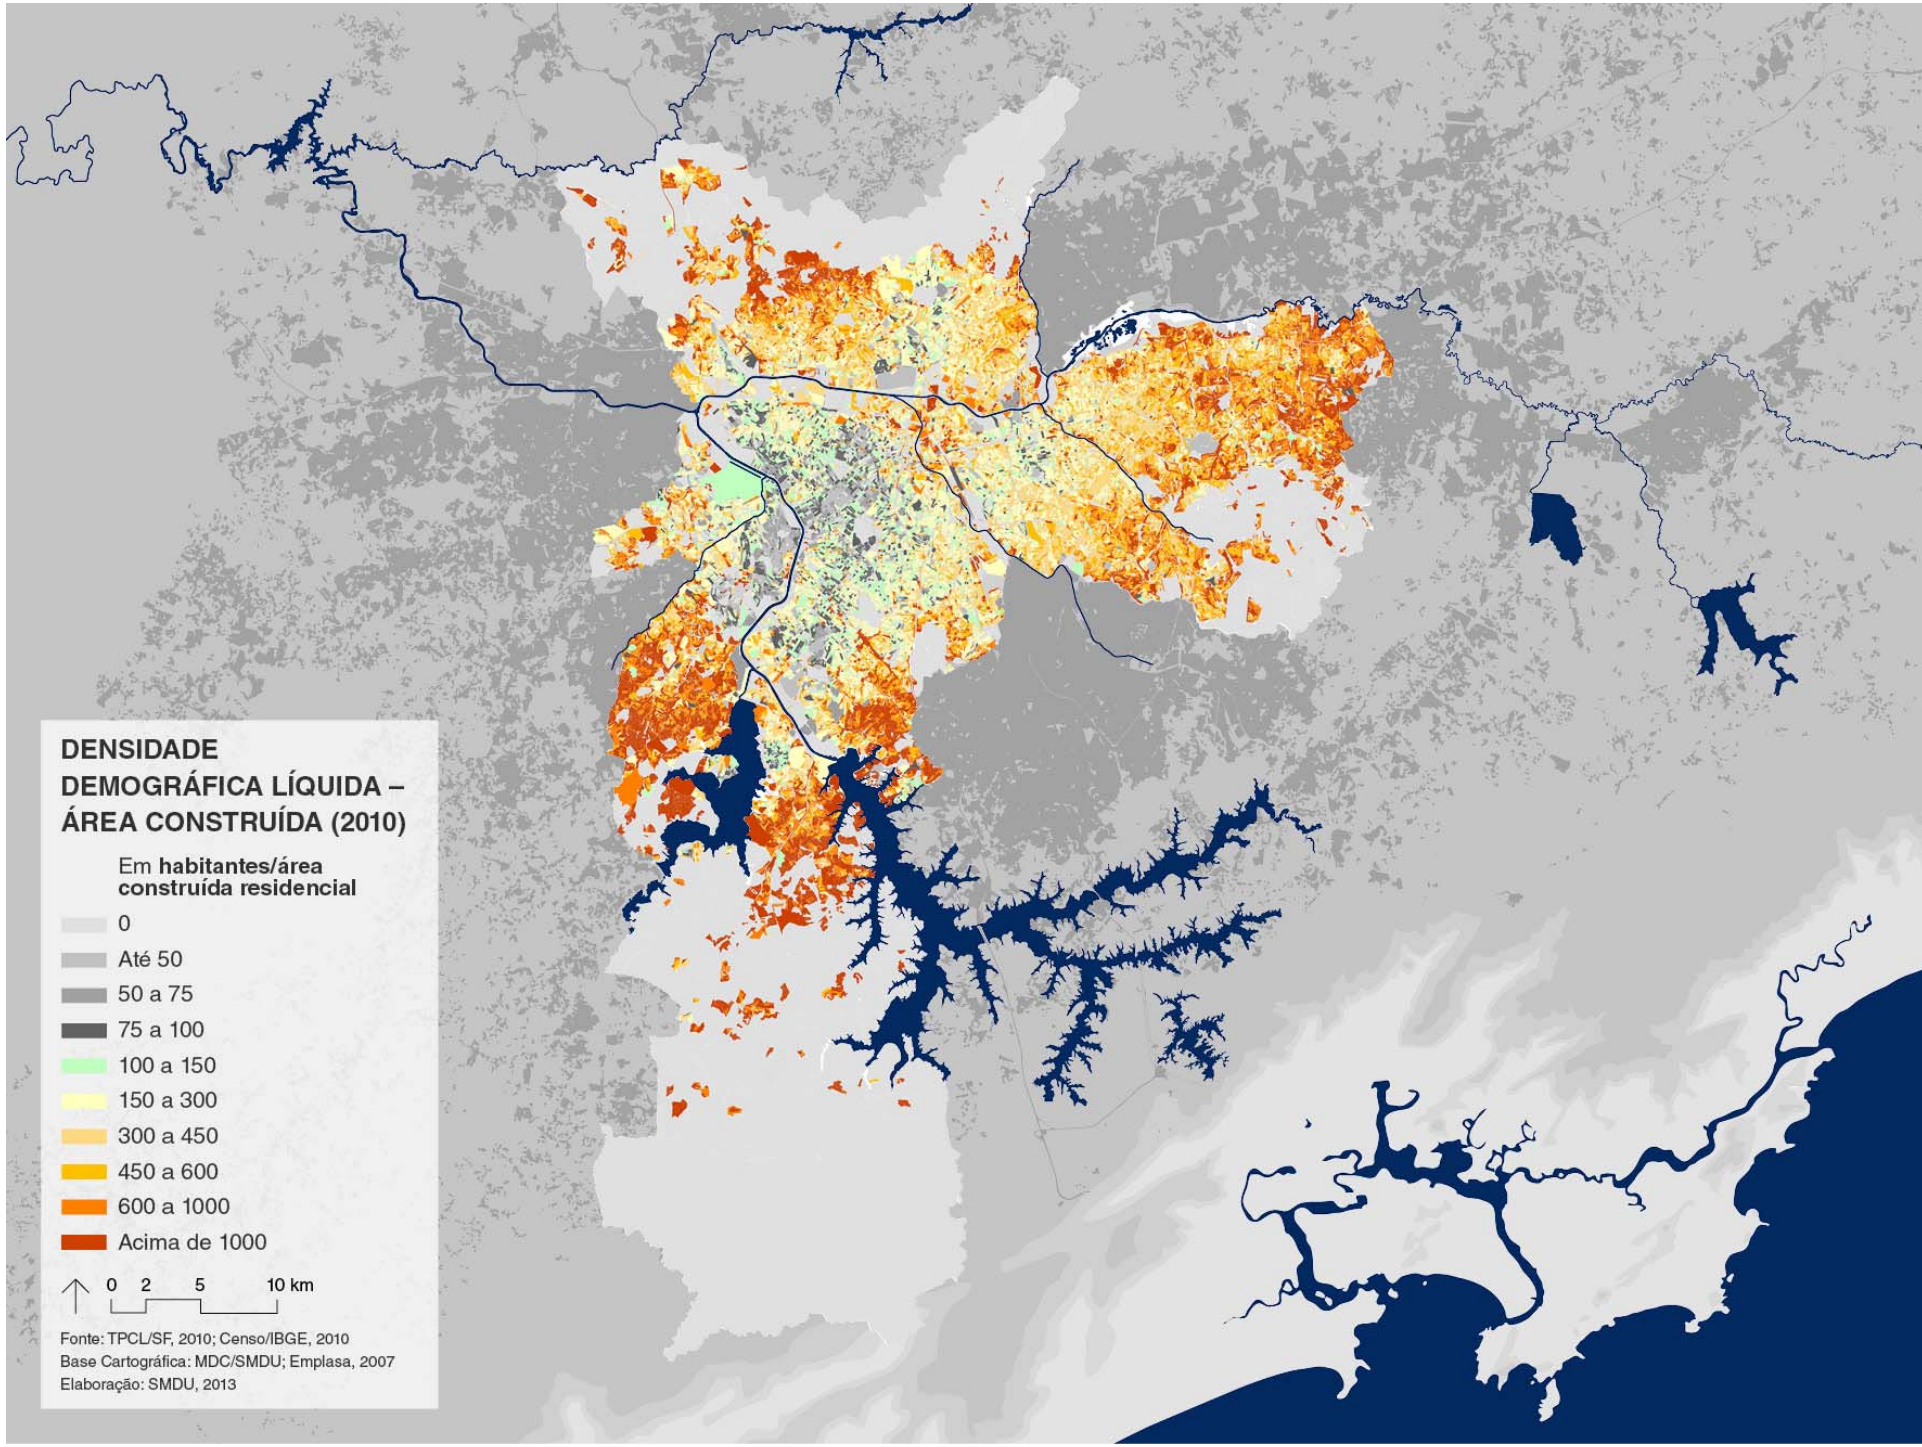 DENSIDADE
DEMOGRÁFICA LÍQUIDA –
ÁREA CONSTRUÍDA (2010)
Em habitantes/área
construída residencial
0
Até 50
50 a 75
75 a 100
100 a 150
150 a 300
300 a 450
450 a 600
600 a 1000
Acima de 1000
0 2 5 10 km
Fonte: TPCL/SF, 2010; Censo/IBGE, 2010
Base Cartográfica: MDC/SMDU; Emplasa, 2007
Elaboração: SMDU, 2013